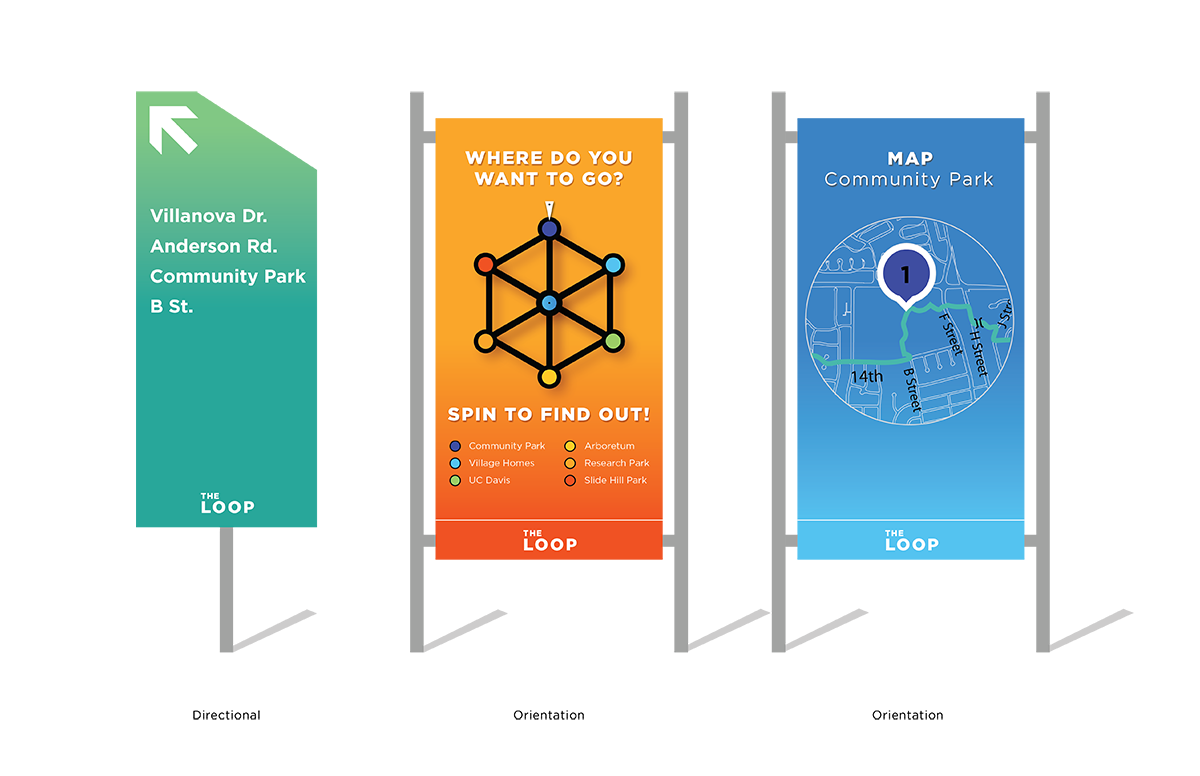 Villanova Dr.
Anderson Rd.
Community Park
B St.
THE
LOOP
WHERE DO YOU
WANT TO GO?
SPIN TO FIND OUT!
Community Park
Village Homes
UC Davis
Arboretum
Research Park
Slide Hill Park
THE
LOOP
MAP
Community Park
1
F Street
H Street
14th
B Street
THE
LOOP
Directional
Orientation
Orientation